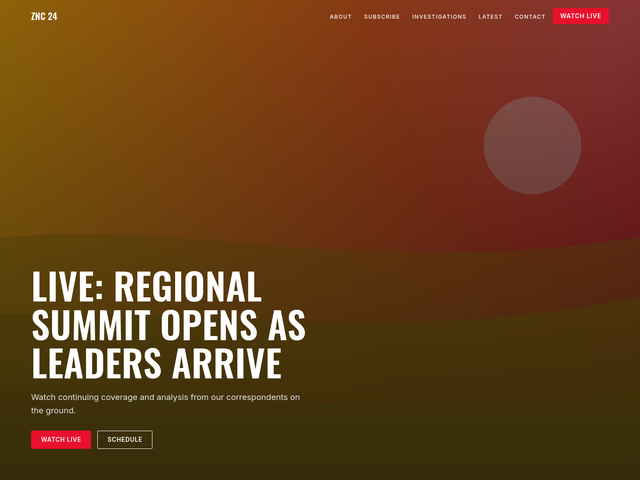 ZNC 24
ABOUT SUBSCRIBE INVESTIGATIONS LATEST CONTACT WATCH LIVE
LIVE: REGIONAL
SUMMIT OPENS AS
LEADERS ARRIVE
Watch continuing coverage and analysis from our correspondents on
the ground.
WATCH LIVE SCHEDULE